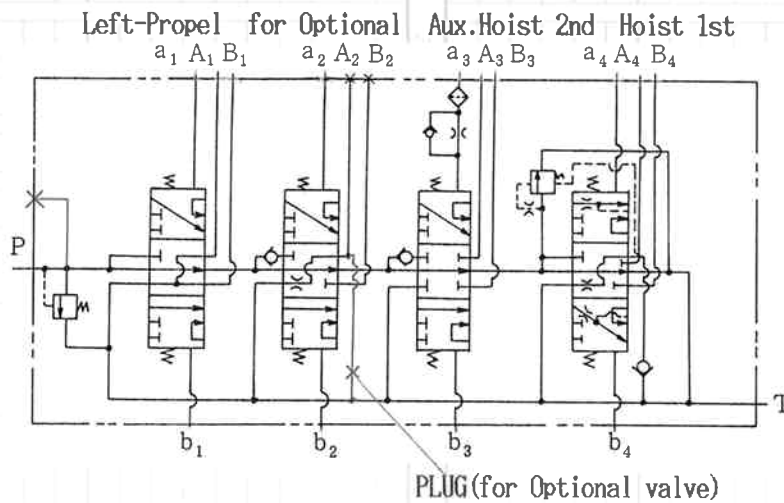 Left-Propel for Optional Aux.Hoist 2nd Hoist 1st
a1 A1 B1 a2 A2 B2 a3 A3 B3 a4 A4 B4
P
T
b1 b2 b3 b4
PLUG(for Optional valve)